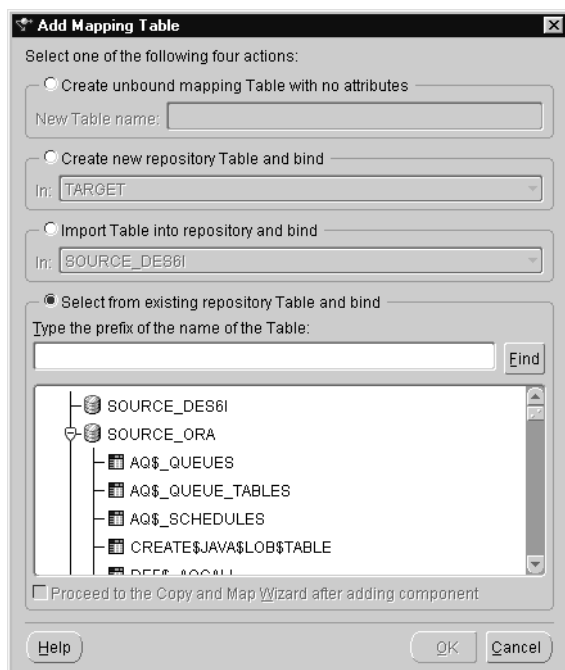 Add Mapping Table
Select one of the following four actions:
Create unbound mapping Table with no attributes
New Table name:
Create new repository Table and bind
In: TARGET
Import Table into repository and bind
In: SOURCE_DES6I
Select from existing repository Table and bind
Type the prefix of the name of the Table:
Find
SOURCE_DES6I
SOURCE_ORA
AQ$_QUEUES
AQ$_QUEUE_TABLES
AQ$_SCHEDULES
CREATE$JAVA$LOB$TABLE
Proceed to the Copy and Map Wizard after adding component
Help OK Cancel